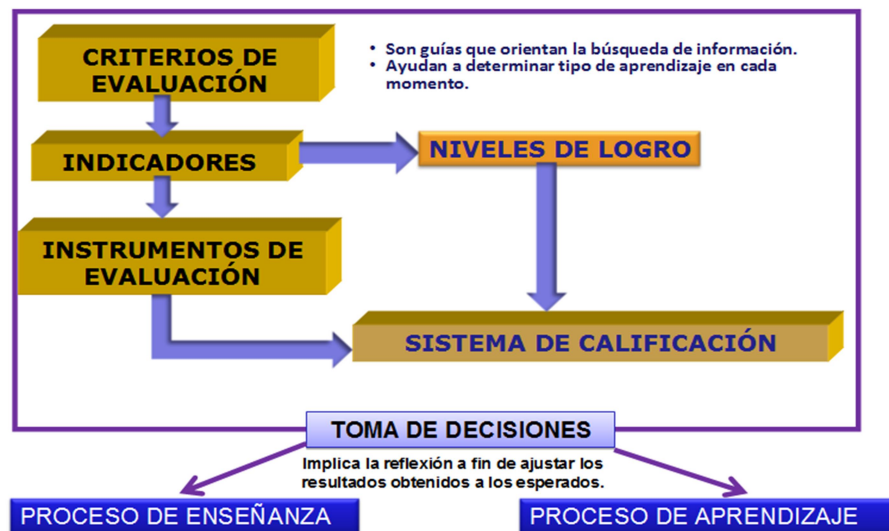 CRITERIOS DE
EVALUACIÓN
• Son guías que orientan la búsqueda de información.
• Ayudan a determinar tipo de aprendizaje en cada
momento.
INDICADORES
NIVELES DE LOGRO
INSTRUMENTOS DE
EVALUACIÓN
SISTEMA DE CALIFICACIÓN
TOMA DE DECISIONES
Implica la reflexión a fin de ajustar los
resultados obtenidos a los esperados.
PROCESO DE ENSEÑANZA
PROCESO DE APRENDIZAJE